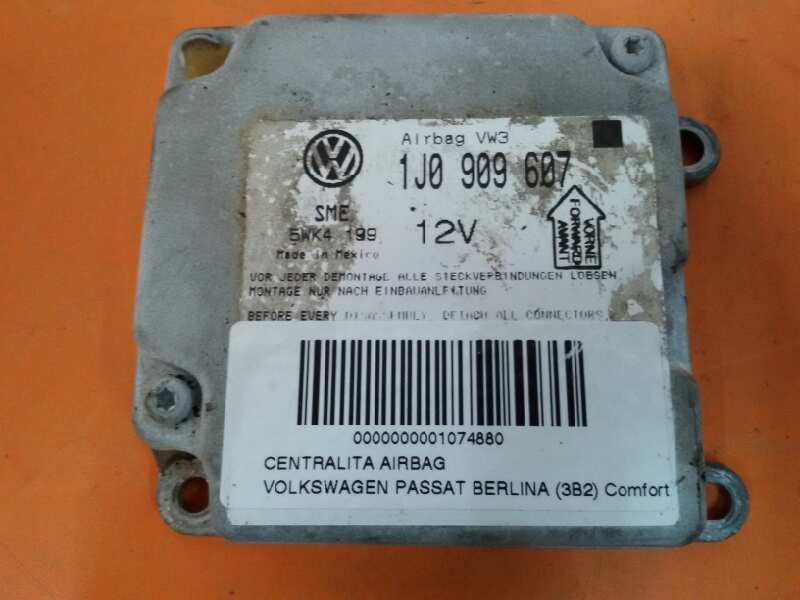 Airbag VW3
1J0 909 607
SME
5WK4 199
12V
Made in Mexico
VORNE
FORWARD
AVANT
VOR JEDER DEMONTAGE ALLE STECKVERBINDUNGEN LOESEN
MONTAGE NUR NACH EINBAUANLEITUNG
BEFORE EVERY DISASSEMBLY, DETACH ALL CONNECTORS
0000000001074880
CENTRALITA AIRBAG
VOLKSWAGEN PASSAT BERLINA (3B2) Comfort